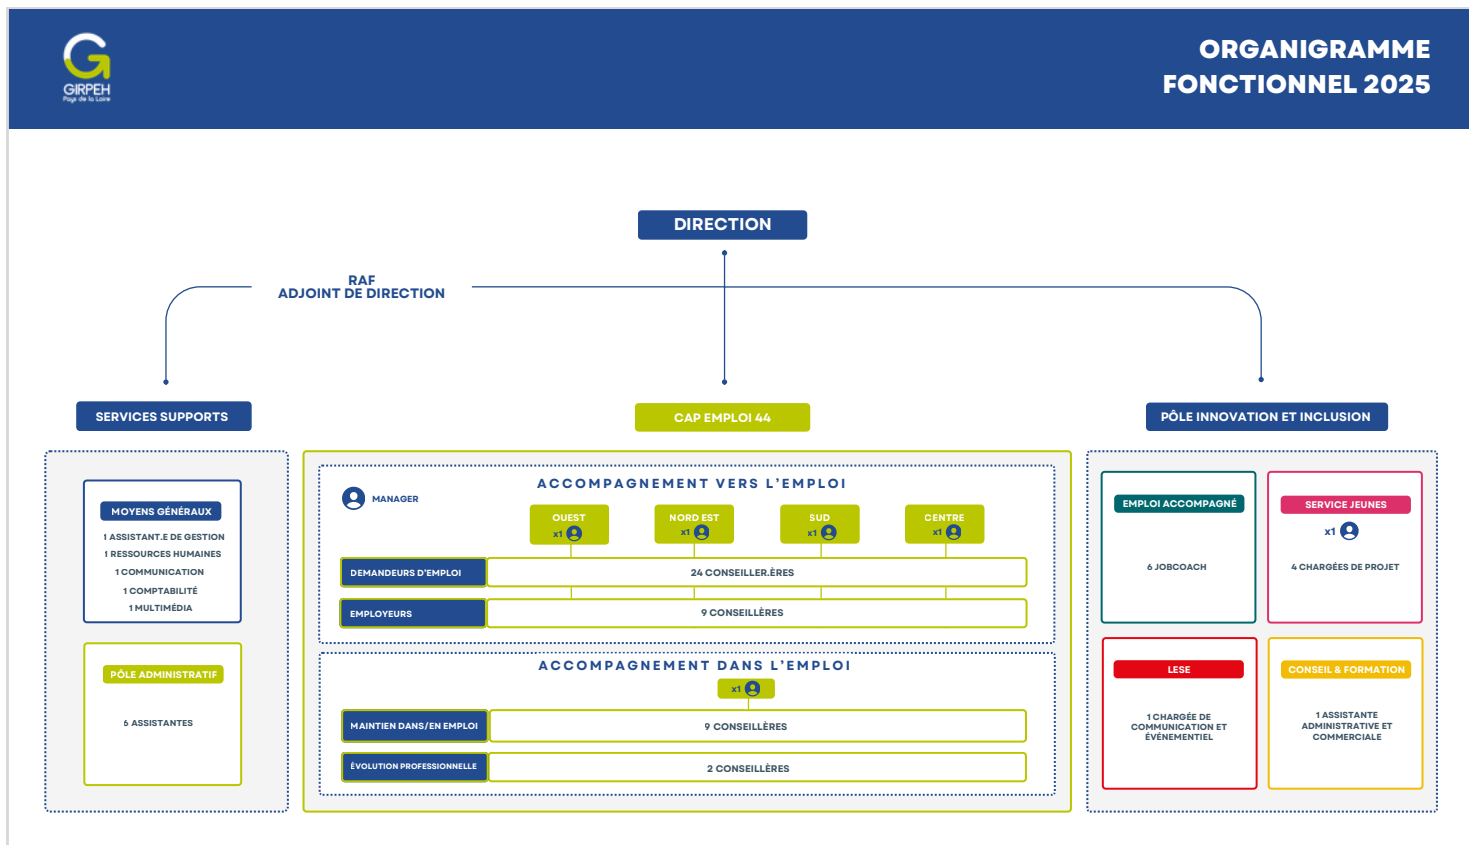 GIRPEH
Pays de la Loire
ORGANIGRAMME
FONCTIONNEL 2025
DIRECTION
RAF
ADJOINT DE DIRECTION
SERVICES SUPPORTS
MOYENS GÉNÉRAUX
1 ASSISTANT.E DE GESTION
1 RESSOURCES HUMAINES
1 COMMUNICATION
1 COMPTABILITÉ
1 MULTIMÉDIA
PÔLE ADMINISTRATIF
6 ASSISTANTES
CAP EMPLOI 44
ACCOMPAGNEMENT VERS L'EMPLOI
MANAGER
OUEST
x1
NORD EST
x1
SUD
x1
CENTRE
x1
DEMANDEURS D'EMPLOI
24 CONSEILLER.ÈRES
EMPLOYEURS
9 CONSEILLÈRES
ACCOMPAGNEMENT DANS L'EMPLOI
x1
MAINTIEN DANS/EN EMPLOI
9 CONSEILLÈRES
ÉVOLUTION PROFESSIONNELLE
2 CONSEILLÈRES
PÔLE INNOVATION ET INCLUSION
EMPLOI ACCOMPAGNÉ
6 JOBCOACH
SERVICE JEUNES
x1
4 CHARGÉES DE PROJET
LESE
1 CHARGÉE DE
COMMUNICATION ET
ÉVÉNEMENTIEL
CONSEIL & FORMATION
1 ASSISTANTE
ADMINISTRATIVE ET
COMMERCIALE